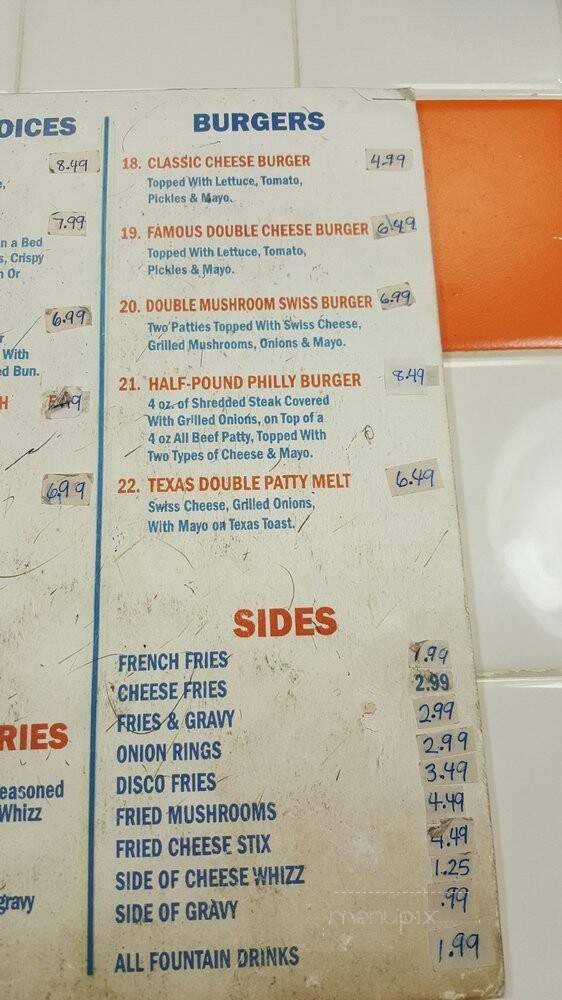 OICES
8.49
7.99
n a Bed
s, Crispy
n Or
6.99
r
With
ed Bun.
H
6.99
BURGERS
18. CLASSIC CHEESE BURGER 4.99
Topped With Lettuce, Tomato,
Pickles & Mayo.
19. FAMOUS DOUBLE CHEESE BURGER 6.49
Topped With Lettuce, Tomato,
Pickles & Mayo.
20. DOUBLE MUSHROOM SWISS BURGER 6.99
Two Patties Topped With Swiss Cheese,
Grilled Mushrooms, Onions & Mayo.
21. HALF-POUND PHILLY BURGER 8.49
4 oz. of Shredded Steak Covered
With Grilled Onions, on Top of a
4 oz All Beef Patty, Topped With
Two Types of Cheese & Mayo.
22. TEXAS DOUBLE PATTY MELT 6.49
Swiss Cheese, Grilled Onions,
With Mayo on Texas Toast.
RIES
easoned
Whizz
gravy
SIDES
FRENCH FRIES 1.99
CHEESE FRIES 2.99
FRIES & GRAVY 2.99
ONION RINGS 2.99
DISCO FRIES 3.49
FRIED MUSHROOMS 4.49
FRIED CHEESE STIX 4.49
SIDE OF CHEESE WHIZZ 1.25
SIDE OF GRAVY .99
menupix
ALL FOUNTAIN DRINKS 1.99